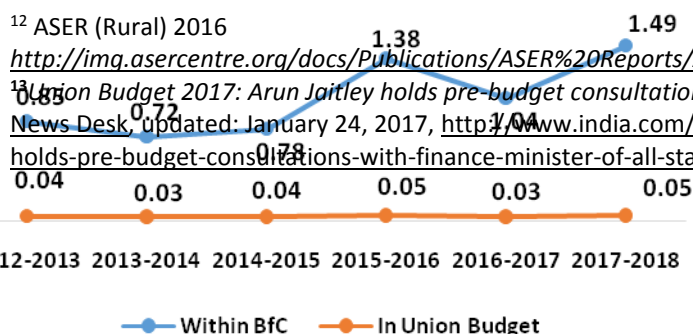 12 ASER (Rural) 2016
1.49
1.38
http://img.asercentre.org/docs/Publications/ASER%20Reports/
13Union Budget 2017: Arun Jaitley holds pre-budget consultation
0.85
0.72
News Desk, updated: January 24, 2017, http://www.india.com/
1.04
holds-pre-budget-consultations-with-finance-minister-of-all-sta
0.78
0.04 0.03 0.04 0.05 0.03 0.05
12-2013 2013-2014 2014-2015 2015-2016 2016-2017 2017-2018
Within BfC In Union Budget